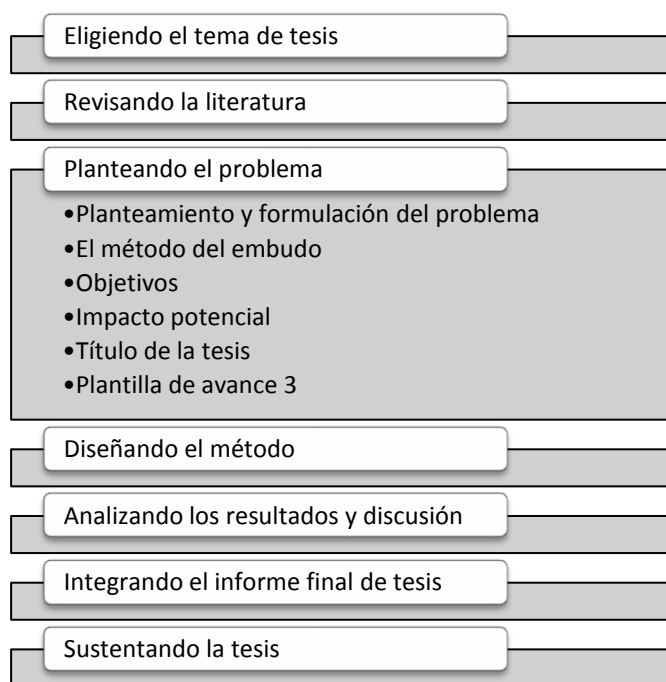 Eligiendo el tema de tesis
Revisando la literatura
Planteando el problema
•Planteamiento y formulación del problema
•El método del embudo
•Objetivos
•Impacto potencial
•Título de la tesis
•Plantilla de avance 3
Diseñando el método
Analizando los resultados y discusión
Integrando el informe final de tesis
Sustentando la tesis